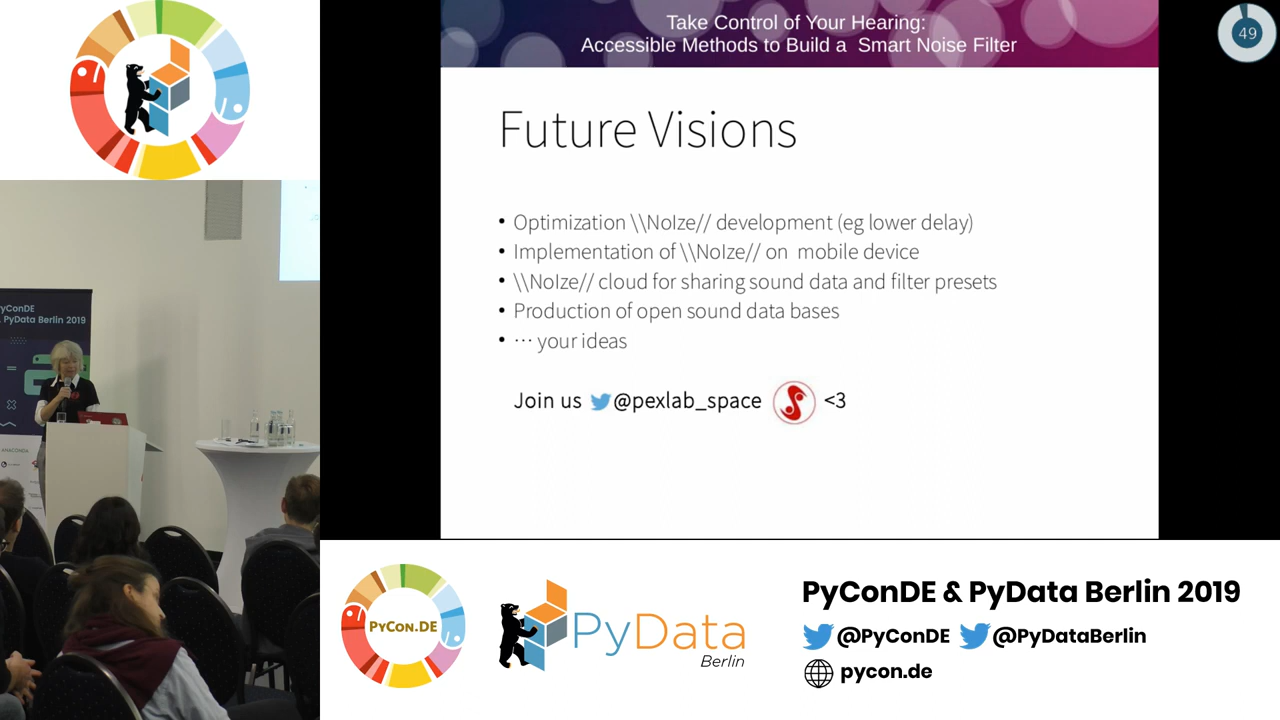 Take Control of Your Hearing:
Accessible Methods to Build a Smart Noise Filter
49
Future Visions
• Optimization \\NoIze// development (eg lower delay)
• Implementation of \\NoIze// on mobile device
• \\NoIze// cloud for sharing sound data and filter presets
• Production of open sound data bases
• ··· your ideas
Join us @pexlab_space <3
yConDE
PyData Berlin 2019
ANACONDA
PYCON.DE
PyData
Berlin
PyConDE & PyData Berlin 2019
@PyConDE @PyDataBerlin
pycon.de